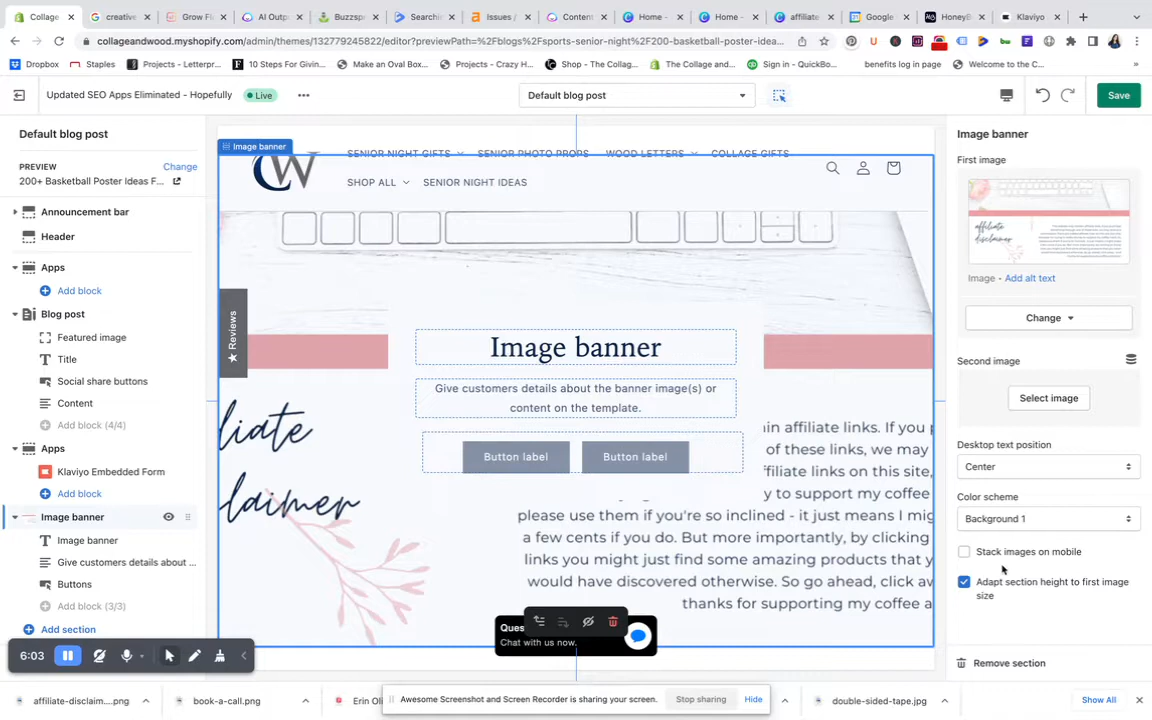 Collage
creative
Grow F
AI Outp
Buzzsp
Searchin
Issues /
Content
Home -
Home -
affiliate
Google
HoneyB
Klaviyo
collageandwood.myshopify.com/admin/themes/132779245822/editor?previewPath=%2Fblogs%2Fsports-senior-night%2F200-basketball-poster-idea...
Dropbox
Staples
Projects - Letterpr...
10 Steps For Givin...
Make an Oval Box...
Projects - Crazy H...
Shop - The Collag...
The Collage and...
Sign in - QuickBo...
benefits log in page
Welcome to the C...
Updated SEO Apps Eliminated - Hopefully
Live
Default blog post
Save
Default blog post
PREVIEW
Change
200+ Basketball Poster Ideas F...
Announcement bar
Header
Apps
Add block
Blog post
Featured image
Title
Social share buttons
Content
Add block (4/4)
Apps
Klaviyo Embedded Form
Add block
Image banner
Image banner
Give customers details about ...
Buttons
Add block (3/3)
Add section
6:03
Image banner
CW
SENIOR NIGHT GIFTS
SENIOR PHOTO PROPS
WOOD LETTERS
COLLAGE GIFTS
SHOP ALL
SENIOR NIGHT IDEAS
★ Reviews
Image banner
Give customers details about the banner image(s) or
content on the template.
Button label
Button label
liate
laimer
in affiliate links. If you p
of these links, we may
ffiliate links on this site,
y to support my coffee
please use them if you're so inclined - it just means I mig
a few cents if you do. But more importantly, by clicking
links you might just find some amazing products that y
would have discovered otherwise. So go ahead, click aw
thanks for supporting my coffee a
Ques
Chat with us now.
Image banner
First image
affiliate
disclaimer
Image - Add alt text
Change
Second image
Select image
Desktop text position
Center
Color scheme
Background 1
Stack images on mobile
Adapt section height to first image
size
Remove section
affiliate-disclaim....png
book-a-call.png
Erin Oli
Awesome Screenshot and Screen Recorder is sharing your screen.
Stop sharing
Hide
double-sided-tape.jpg
Show All